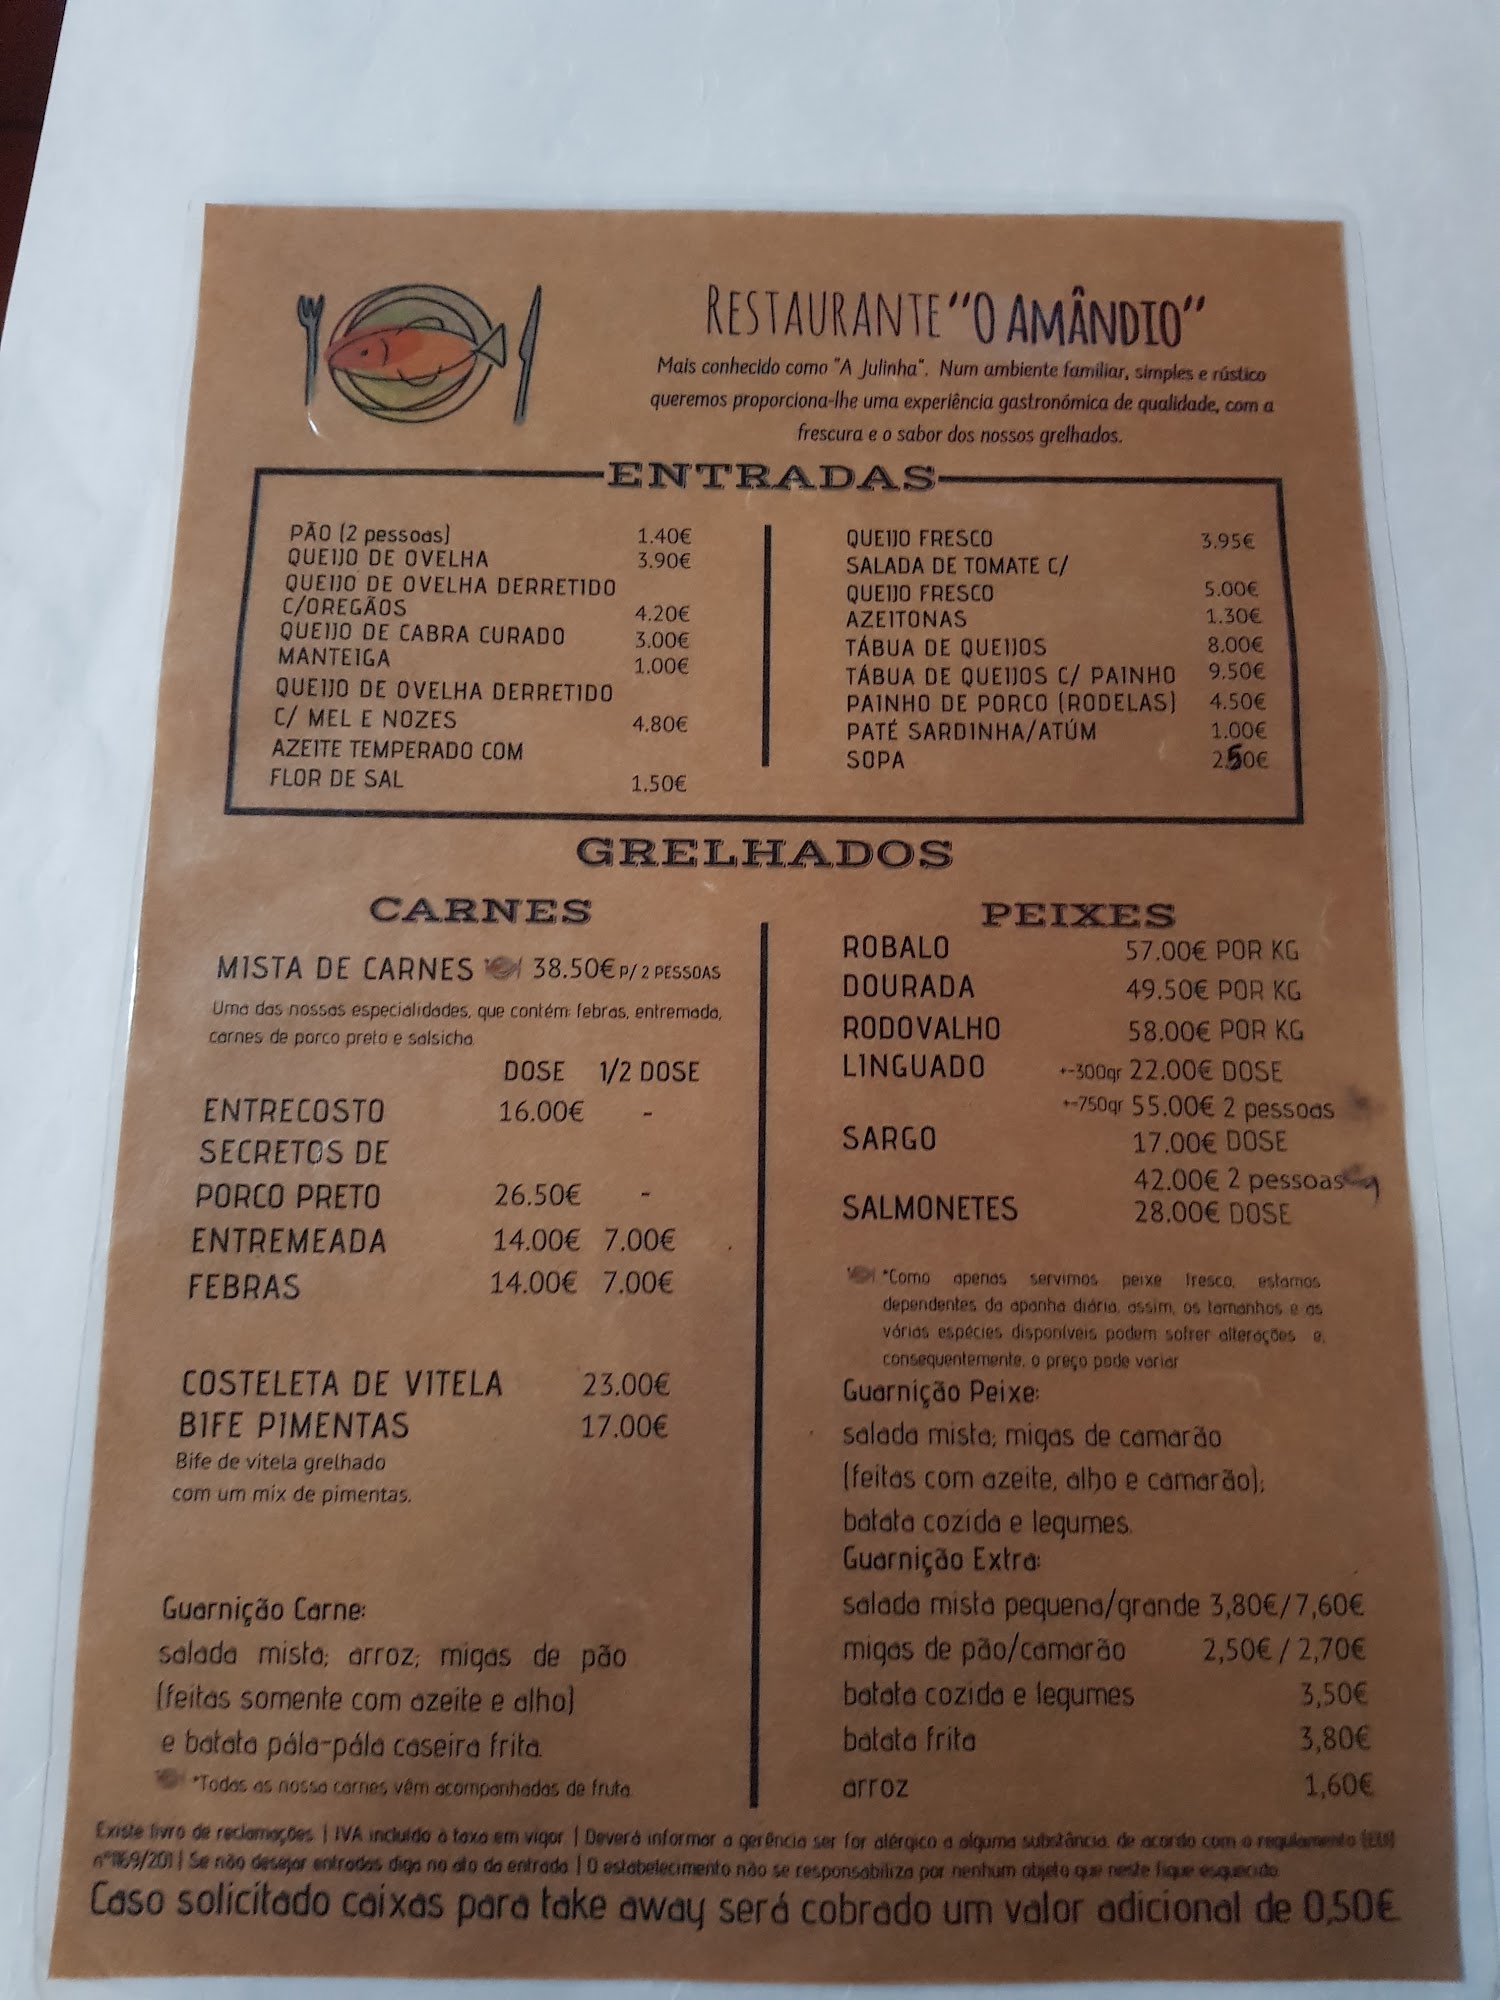 RESTAURANTE "O AMÂNDIO"
Mais conhecido como "A Julinha". Num ambiente familiar, simples e rústico
queremos proporciona-lhe uma experiência gastronómica de qualidade, com a
frescura e o sabor dos nossos grelhados.
ENTRADAS
PÃO (2 pessoas) 1.40€
QUEIJO DE OVELHA 3.90€
QUEIJO DE OVELHA DERRETIDO
C/OREGÃOS 4.20€
QUEIJO DE CABRA CURADO 3.00€
MANTEIGA 1.00€
QUEIJO DE OVELHA DERRETIDO
C/ MEL E NOZES 4.80€
AZEITE TEMPERADO COM
FLOR DE SAL 1.50€
QUEIJO FRESCO 3.95€
SALADA DE TOMATE C/
QUEIJO FRESCO 5.00€
AZEITONAS 1.30€
TÁBUA DE QUEIJOS 8.00€
TÁBUA DE QUEIJOS C/ PAINHO 9.50€
PAINHO DE PORCO (RODELAS) 4.50€
PATÉ SARDINHA/ATÚM 1.00€
SOPA 2.50€
GRELHADOS
CARNES
MISTA DE CARNES 38.50€ P/ 2 PESSOAS
Uma das nossas especialidades, que contém: febras, entremada,
carnes de porco preto e salsicha.
DOSE 1/2 DOSE
ENTRECOSTO 16.00€ -
SECRETOS DE
PORCO PRETO 26.50€ -
ENTREMEADA 14.00€ 7.00€
FEBRAS 14.00€ 7.00€
COSTELETA DE VITELA 23.00€
BIFE PIMENTAS 17.00€
Bife de vitela grelhado
com um mix de pimentas.
Guarnição Carne:
salada mista; arroz; migas de pão
(feitas somente com azeite e alho)
e batata pála-pála caseira frita.
*Todas as nossa carnes vêm acompanhadas de fruta.
PEIXES
ROBALO 57.00€ POR KG
DOURADA 49.50€ POR KG
RODOVALHO 58.00€ POR KG
LINGUADO +-300gr 22.00€ DOSE
+-750gr 55.00€ 2 pessoas
SARGO 17.00€ DOSE
42.00€ 2 pessoas
SALMONETES 28.00€ DOSE
*Como apenas servimos peixe fresco, estamos
dependentes da apanha diária, assim, os tamanhos e as
várias espécies disponíveis podem sofrer alterações e,
consequentemente, o preço pode variar
Guarnição Peixe:
salada mista; migas de camarão
(feitas com azeite, alho e camarão);
batata cozida e legumes.
Guarnição Extra:
salada mista pequena/grande 3,80€/7,60€
migas de pão/camarão 2,50€ / 2,70€
batata cozida e legumes 3,50€
batata frita 3,80€
arroz 1,60€
Existe livro de reclamações | IVA incluído à taxa em vigor | Deverá informar a gerência ser for alérgico a alguma substância, de acordo com o regulamento (EU)
nº1169/2011 | Se não desejar entradas diga no ato da entrada | O estabelecimento não se responsabiliza por nenhum objeto que neste fique esquecido
Caso solicitado caixas para take away será cobrado um valor adicional de 0,50€